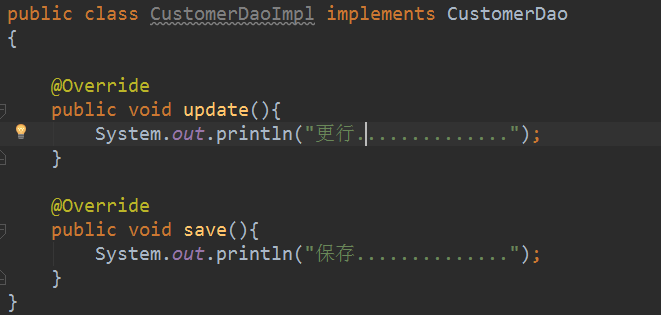 public class CustomerDaoImpl implements CustomerDao
{
@Override
public void update(){
System.out.println("更行..............");
}
@Override
public void save(){
System.out.println("保存..............");
}
}